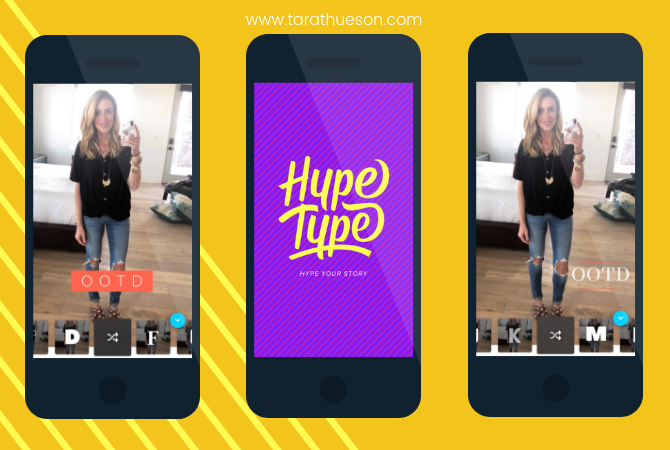 www.tarathueson.com
OOTD
D
F
Hype
Type
HYPE YOUR STORY
OOTD
K
M